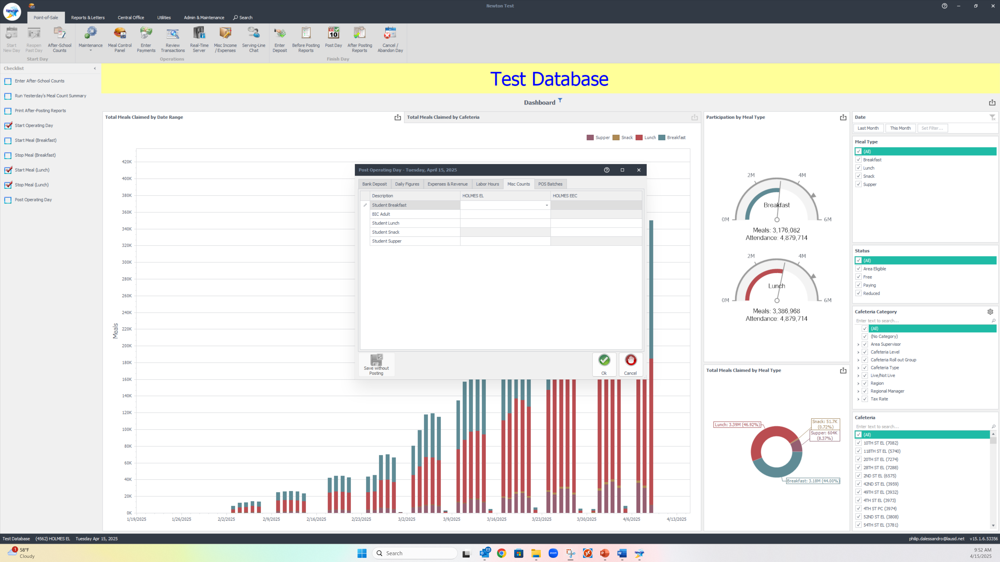 Newton Test
Newton
Point-of-Sale
Reports & Letters
Central Office
Utilities
Admin & Maintenance
Search
Start New Day
Reopen Past Day
After-School Counts
Start Day
Maintenance
Meal Control Panel
Enter Payments
Review Transactions
Real-Time Server
Misc Income / Expenses
Serving-Line Chat
Operations
Enter Deposit
Before Posting Reports
10
Post Day
After Posting Reports
Cancel / Abandon Day
Finish Day
Checklist
Enter After-School Counts
Run Yesterday's Meal Count Summary
Print After-Posting Reports
Start Operating Day
Start Meal (Breakfast)
Stop Meal (Breakfast)
Start Meal (Lunch)
Stop Meal (Lunch)
Post Operating Day
Test Database
Dashboard
Total Meals Claimed by Date Range
Total Meals Claimed by Cafeteria
Supper
Snack
Lunch
Breakfast
Meals
420K
400K
380K
360K
340K
320K
300K
280K
260K
240K
220K
200K
180K
160K
140K
120K
100K
80K
60K
40K
20K
0K
1/19/2025
1/26/2025
2/2/2025
2/9/2025
2/16/2025
2/23/2025
3/2/2025
3/9/2025
3/16/2025
3/23/2025
3/30/2025
4/6/2025
4/13/2025
Post Operating Day - Tuesday, April 15, 2025
Bank Deposit
Daily Figures
Expenses & Revenue
Labor Hours
Misc Counts
POS Batches
Description
HOLMES EL
HOLMES EEC
Student Breakfast
BIC Adult
Student Lunch
Student Snack
Student Supper
Save without Posting
Ok
Cancel
Participation by Meal Type
2M
4M
Breakfast
0M
6M
Meals: 3,176,082
Attendance: 4,879,714
2M
4M
Lunch
0M
6M
Meals: 3,386,968
Attendance: 4,879,714
Total Meals Claimed by Meal Type
Lunch: 3.39M (46.92%)
Snack: 51.7K (0.72%)
Supper: 604K (8.37%)
Breakfast: 3.18M (44.00%)
Date
Last Month
This Month
Set Filter...
Meal Type
(All)
Breakfast
Lunch
Snack
Supper
Status
(All)
Area Eligible
Free
Paying
Reduced
Cafeteria Category
Enter text to search...
(All)
(No Category)
Area Supervisor
Cafeteria Level
Cafeteria Roll out Group
Cafeteria Type
Live/Not Live
Region
Regional Manager
Tax Rate
Cafeteria
Enter text to search...
(All)
10TH ST EL (7082)
118TH ST EL (5740)
20TH ST EL (7274)
28TH ST EL (7288)
2ND ST EL (6575)
42ND ST EL (3959)
49TH ST EL (3932)
4TH ST EL (3973)
4TH ST PC (3974)
52ND ST EL (3808)
54TH ST EL (3781)
Test Database
(4562) HOLMES EL
Tuesday Apr 15, 2025
philip.dalessandro@lausd.net
v15.1.6.53356
1
58°F
Cloudy
Search
zoom
Newton
9:52 AM
4/15/2025